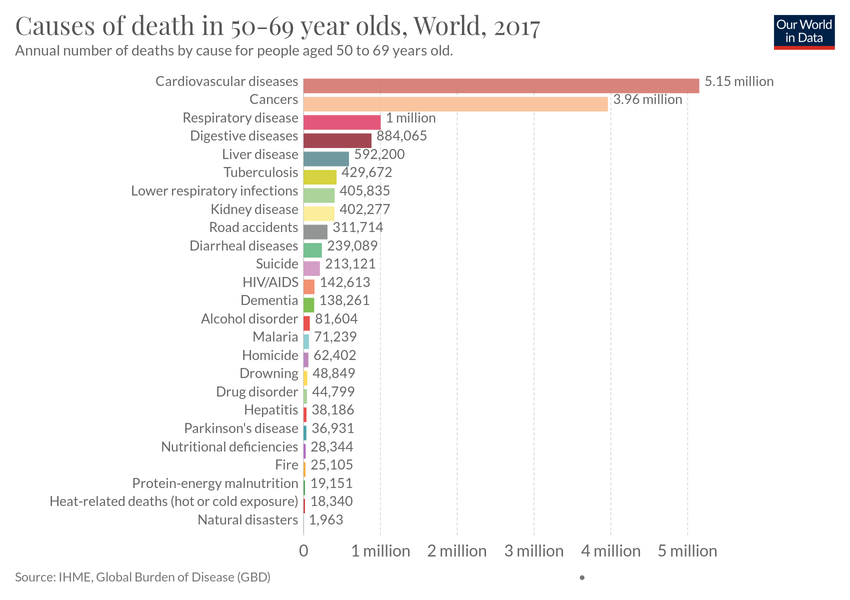 Causes of death in 50-69 year olds, World, 2017
Annual number of deaths by cause for people aged 50 to 69 years old.
Our World
in Data
Cardiovascular diseases 5.15 million
Cancers 3.96 million
Respiratory disease 1 million
Digestive diseases 884,065
Liver disease 592,200
Tuberculosis 429,672
Lower respiratory infections 405,835
Kidney disease 402,277
Road accidents 311,714
Diarrheal diseases 239,089
Suicide 213,121
HIV/AIDS 142,613
Dementia 138,261
Alcohol disorder 81,604
Malaria 71,239
Homicide 62,402
Drowning 48,849
Drug disorder 44,799
Hepatitis 38,186
Parkinson's disease 36,931
Nutritional deficiencies 28,344
Fire 25,105
Protein-energy malnutrition 19,151
Heat-related deaths (hot or cold exposure) 18,340
Natural disasters 1,963
0 1 million 2 million 3 million 4 million 5 million
Source: IHME, Global Burden of Disease (GBD) •